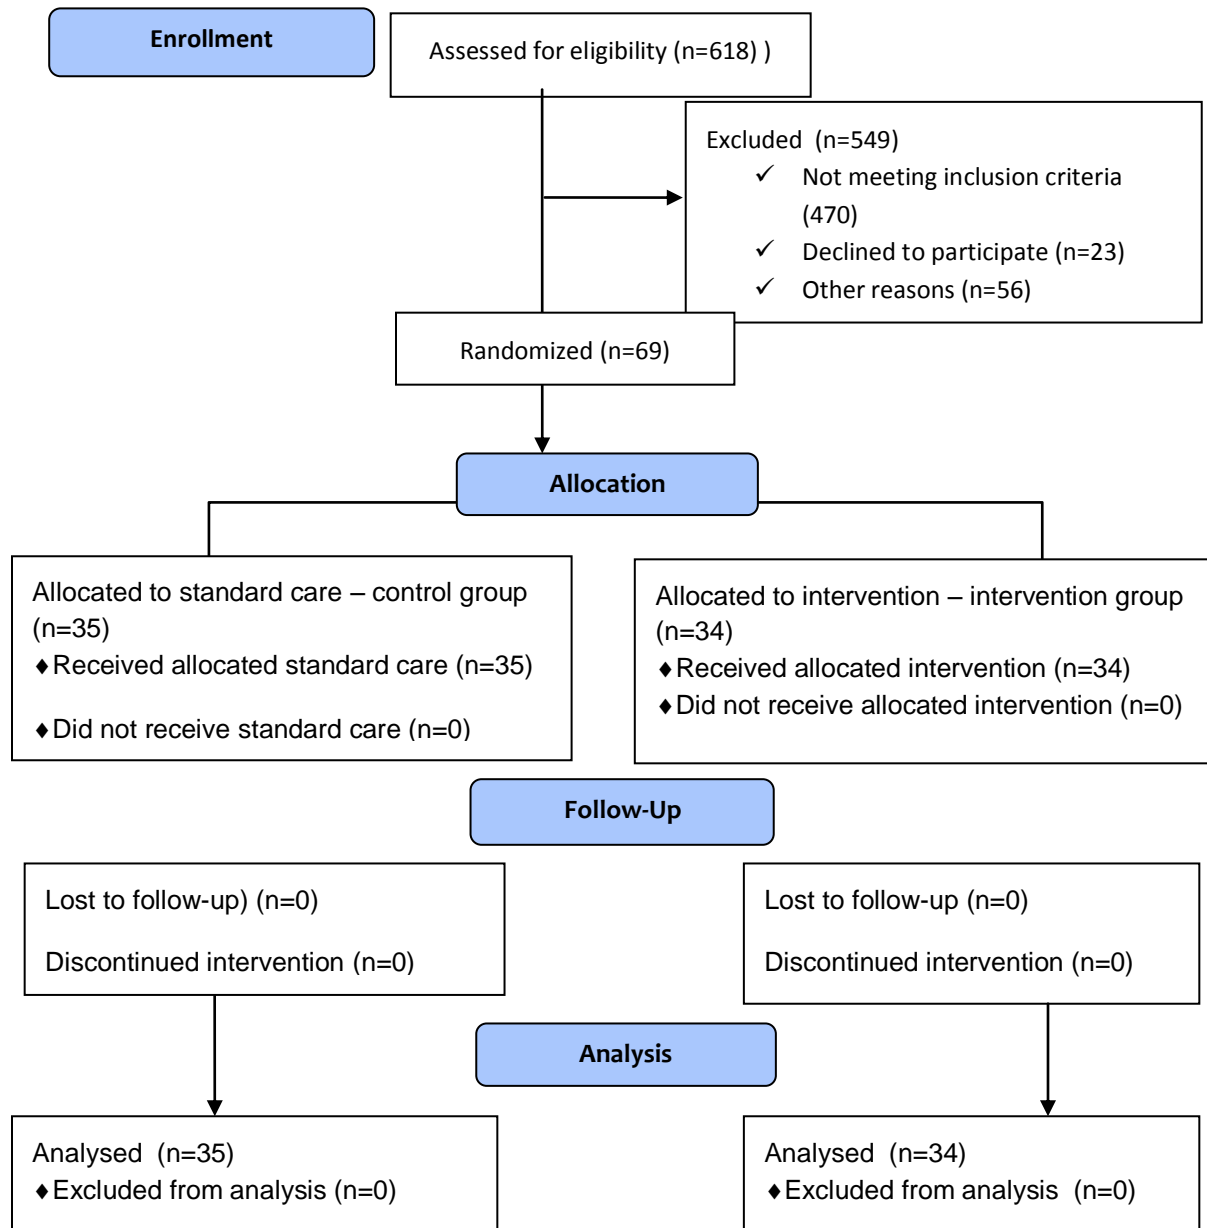 Enrollment
Assessed for eligibility (n=618) )
Excluded  (n=549)
✓ Not meeting inclusion criteria
(470)
✓ Declined to participate (n=23)
✓ Other reasons (n=56)
Randomized (n=69)
Allocation
Allocated to standard care – control group
(n=35)
♦Received allocated standard care (n=35)
♦Did not receive standard care (n=0)
Allocated to intervention – intervention group
(n=34)
♦Received allocated intervention (n=34)
♦Did not receive allocated intervention (n=0)
Follow-Up
Lost to follow-up) (n=0)
Discontinued intervention (n=0)
Lost to follow-up (n=0)
Discontinued intervention (n=0)
Analysis
Analysed  (n=35)
♦Excluded from analysis (n=0)
Analysed  (n=34)
♦Excluded from analysis  (n=0)